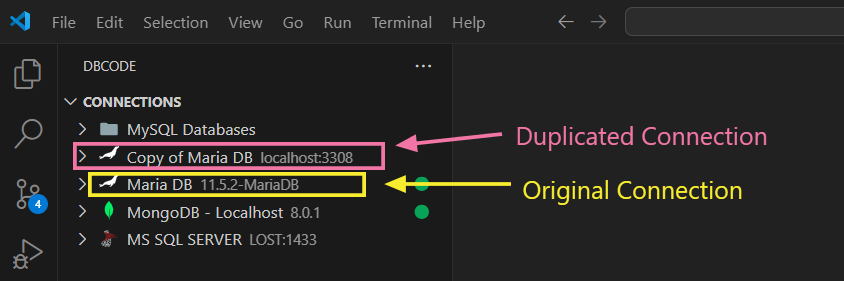 File Edit Selection View Go Run Terminal Help
DBCODE
CONNECTIONS
MySQL Databases
Copy of Maria DB localhost:3308
Duplicated Connection
Maria DB 11.5.2-MariaDB
Original Connection
MongoDB - Localhost 8.0.1
4
MS SQL SERVER LOST:1433